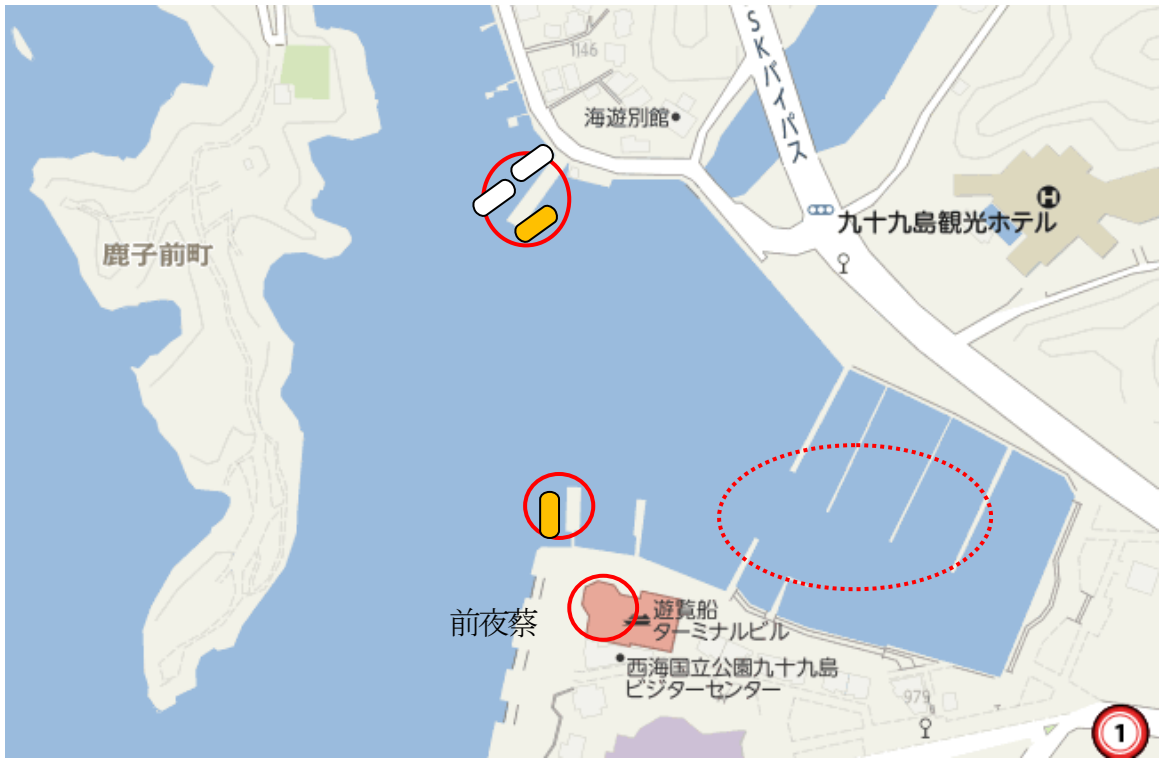 1146
SKバイパス
海遊別館
H
九十九島観光ホテル
鹿子前町
前夜蔡
遊覧船
ターミナルビル
西海国立公園九十九島
ビジターセンター
979
1